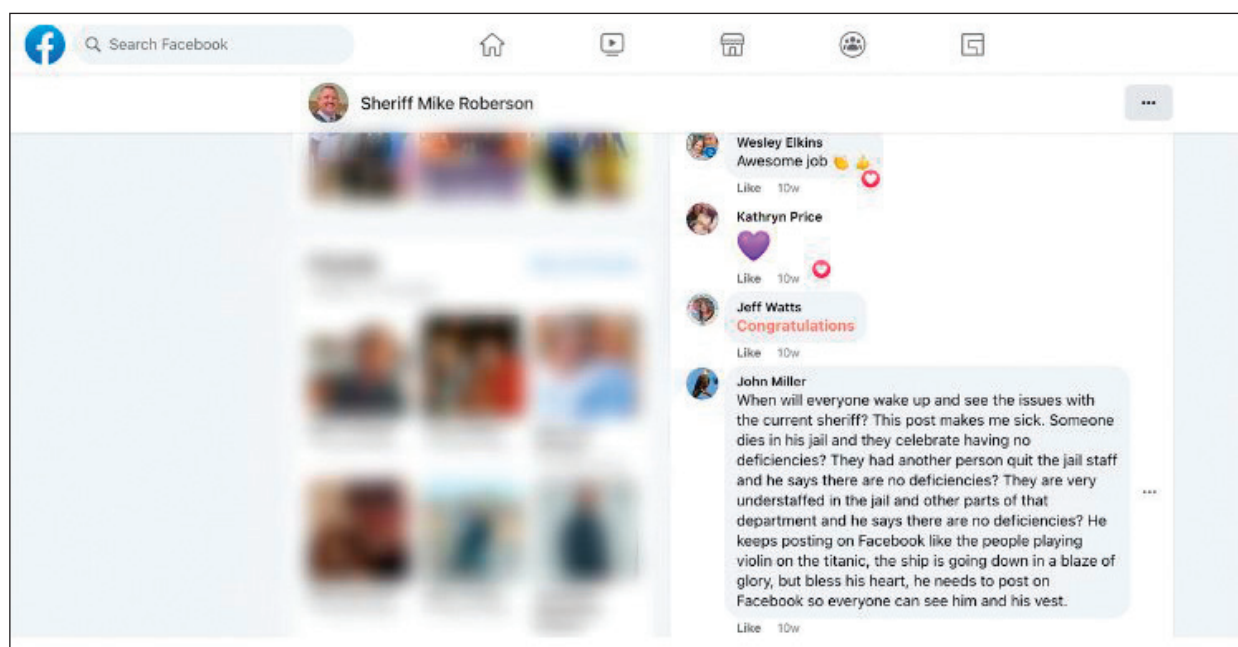 Search Facebook
Sheriff Mike Roberson
Wesley Elkins
Awesome job
Like 10w
Kathryn Price
Like 10w
Jeff Watts
Congratulations
Like 10w
John Miller
When will everyone wake up and see the issues with
the current sheriff? This post makes me sick. Someone
dies in his jail and they celebrate having no
deficiencies? They had another person quit the jail staff
and he says there are no deficiencies? They are very
understaffed in the jail and other parts of that
department and he says there are no deficiencies? He
keeps posting on Facebook like the people playing
violin on the titanic, the ship is going down in a blaze of
glory, but bless his heart, he needs to post on
Facebook so everyone can see him and his vest.
Like 10w